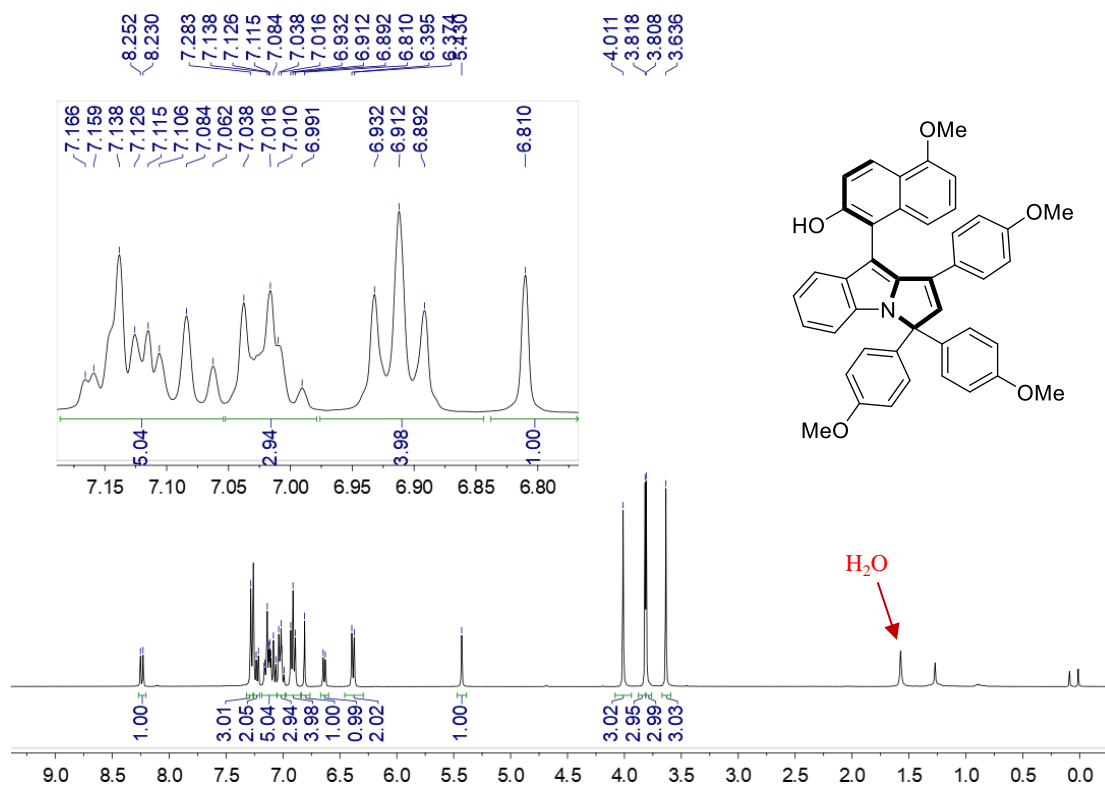 8.252 8.230 7.283 7.138 7.126 7.115 7.084 7.038 7.016 6.932 6.912 6.892 6.810 6.395 6.374 5.430 4.011 3.818 3.808 3.636
7.166 7.159 7.138 7.126 7.115 7.106 7.084 7.062 7.038 7.016 7.010 6.991 6.932 6.912 6.892 6.810
5.04 2.94 3.98 1.00
7.15 7.10 7.05 7.00 6.95 6.90 6.85 6.80
OMe
HO
OMe
N
OMe
MeO
H₂O
1.00 3.01 2.05 5.04 2.94 3.98 1.00 0.99 2.02 1.00 3.02 2.95 2.99 3.03
9.0 8.5 8.0 7.5 7.0 6.5 6.0 5.5 5.0 4.5 4.0 3.5 3.0 2.5 2.0 1.5 1.0 0.5 0.0